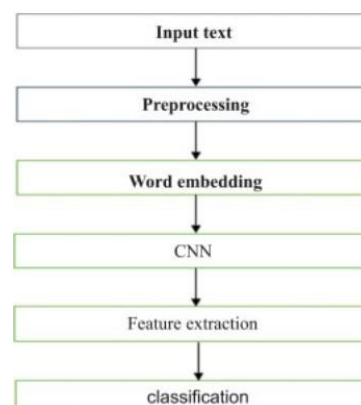 Input text
Preprocessing
Word embedding
CNN
Feature extraction
classification